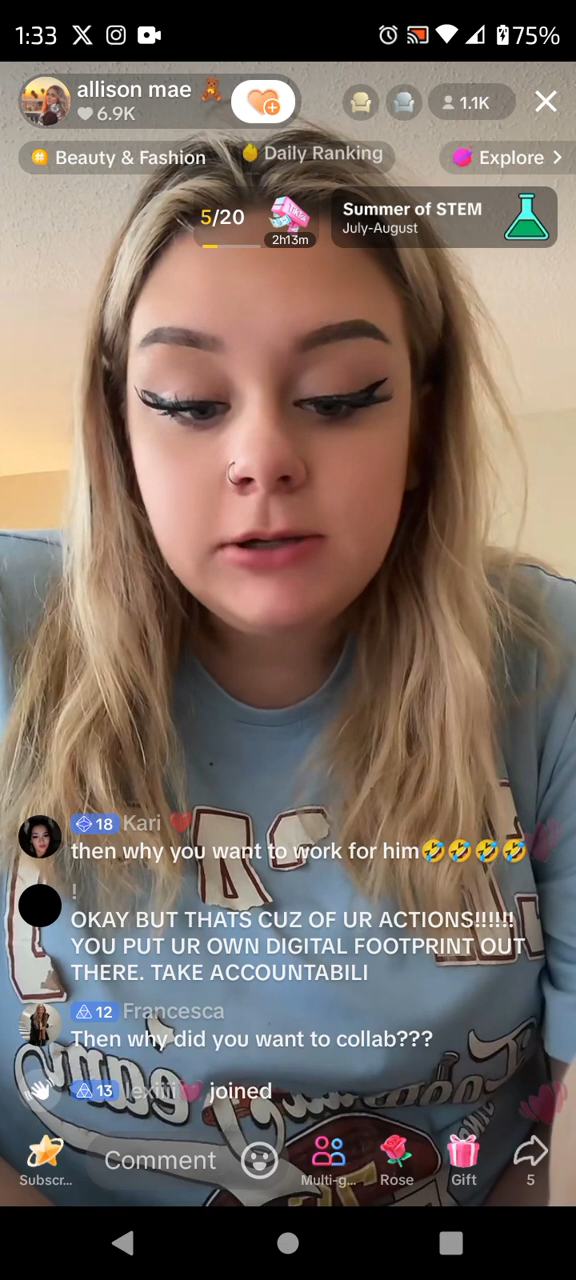 1:33
75%
allison mae 🧸
6.9K
1.1K
Beauty & Fashion
Daily Ranking
Explore
5/20
2h13m
Summer of STEM
July-August
18 Kari ❤️
then why you want to work for him🤣🤣🤣🤣
!
OKAY BUT THATS CUZ OF UR ACTIONS!!!!!!
YOU PUT UR OWN DIGITAL FOOTPRINT OUT
THERE. TAKE ACCOUNTABILI
12 Francesca
Then why did you want to collab???
13 lexiii💗 joined
Comment
Subscr...
Multi-g...
Rose
Gift
5